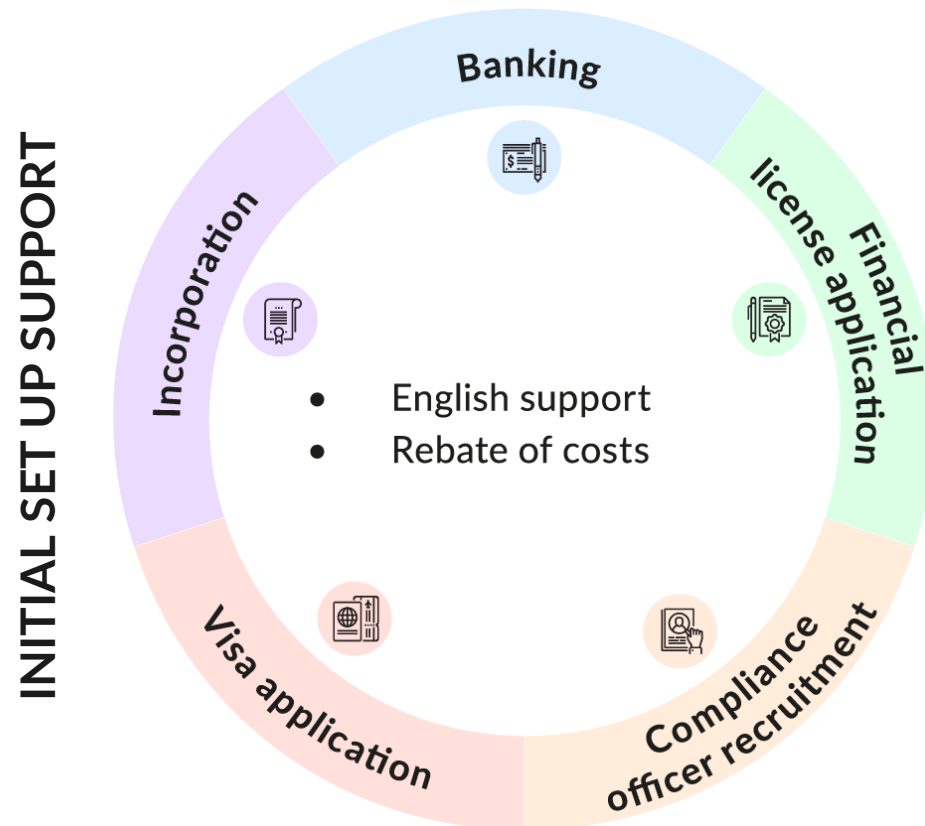 INITIAL SET UP SUPPORT
Banking
Financial
license application
Compliance
officer recruitment
Visa application
Incorporation
$
• English support
• Rebate of costs